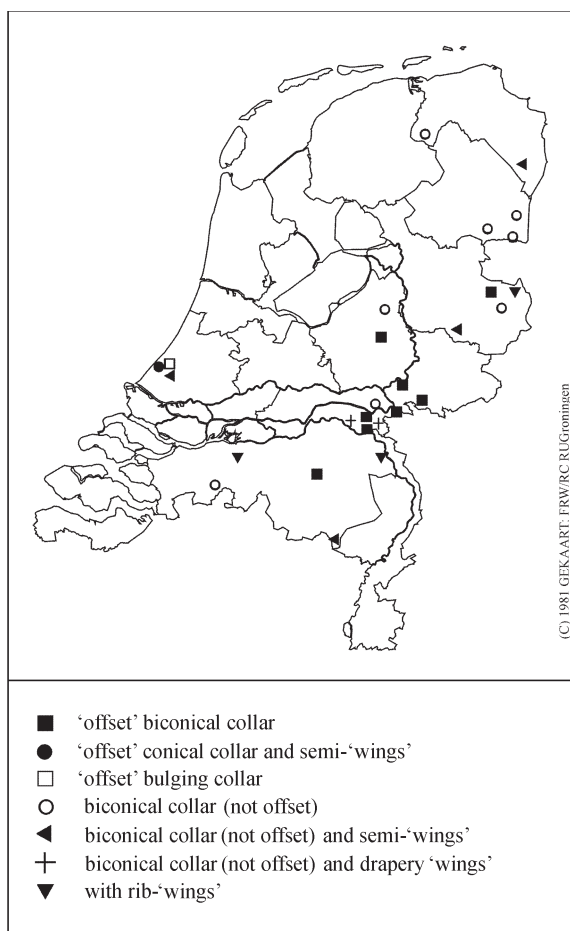 (C) 1981 GEKAART: FRW/RC RUGroningen
‘offset’ biconical collar
‘offset’ conical collar and semi-‘wings’
‘offset’ bulging collar
biconical collar (not offset)
biconical collar (not offset) and semi-‘wings’
biconical collar (not offset) and drapery ‘wings’
with rib-‘wings’